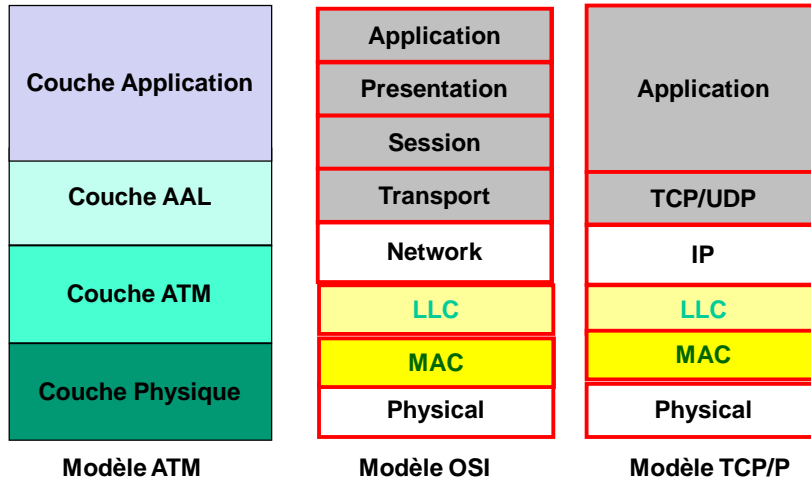 Couche Application
Couche AAL
Couche ATM
Couche Physique
Modèle ATM
Application
Presentation
Session
Transport
Network
LLC
MAC
Physical
Modèle OSI
Application
TCP/UDP
IP
LLC
MAC
Physical
Modèle TCP/P